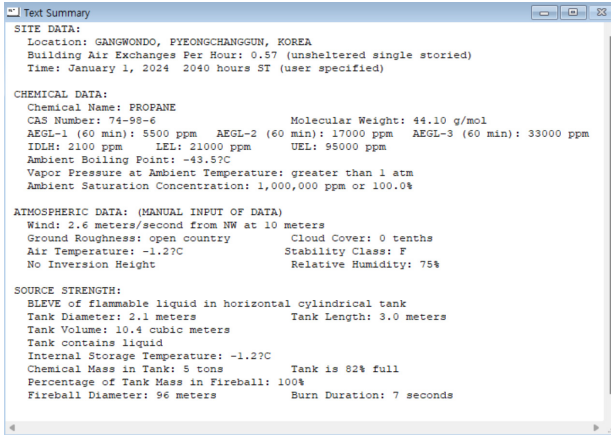 Text Summary
SITE DATA:
Location: GANGWONDO, PYEONGCHANGGUN, KOREA
Building Air Exchanges Per Hour: 0.57 (unsheltered single storied)
Time: January 1, 2024  2040 hours ST (user specified)
CHEMICAL DATA:
Chemical Name: PROPANE
CAS Number: 74-98-6 Molecular Weight: 44.10 g/mol
AEGL-1 (60 min): 5500 ppm AEGL-2 (60 min): 17000 ppm AEGL-3 (60 min): 33000 ppm
IDLH: 2100 ppm LEL: 21000 ppm UEL: 95000 ppm
Ambient Boiling Point: -43.5?C
Vapor Pressure at Ambient Temperature: greater than 1 atm
Ambient Saturation Concentration: 1,000,000 ppm or 100.0%
ATMOSPHERIC DATA: (MANUAL INPUT OF DATA)
Wind: 2.6 meters/second from NW at 10 meters
Ground Roughness: open country Cloud Cover: 0 tenths
Air Temperature: -1.2?C Stability Class: F
No Inversion Height Relative Humidity: 75%
SOURCE STRENGTH:
BLEVE of flammable liquid in horizontal cylindrical tank
Tank Diameter: 2.1 meters Tank Length: 3.0 meters
Tank Volume: 10.4 cubic meters
Tank contains liquid
Internal Storage Temperature: -1.2?C
Chemical Mass in Tank: 5 tons Tank is 82% full
Percentage of Tank Mass in Fireball: 100%
Fireball Diameter: 96 meters Burn Duration: 7 seconds